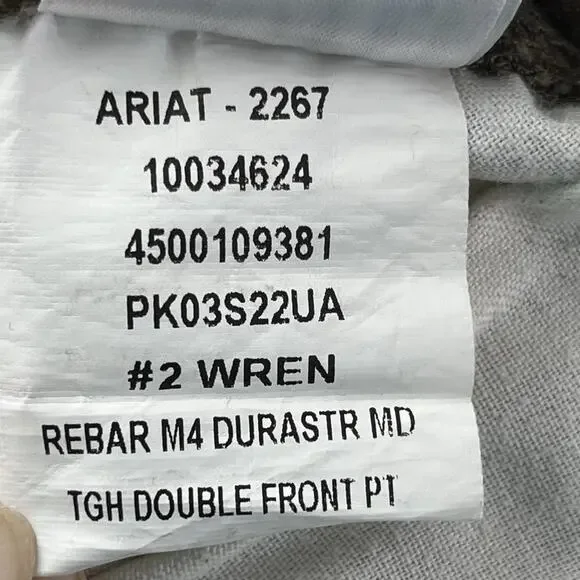 ARIAT - 2267
10034624
4500109381
PK03S22UA
#2 WREN
REBAR M4 DURASTR MD
TGH DOUBLE FRONT PT